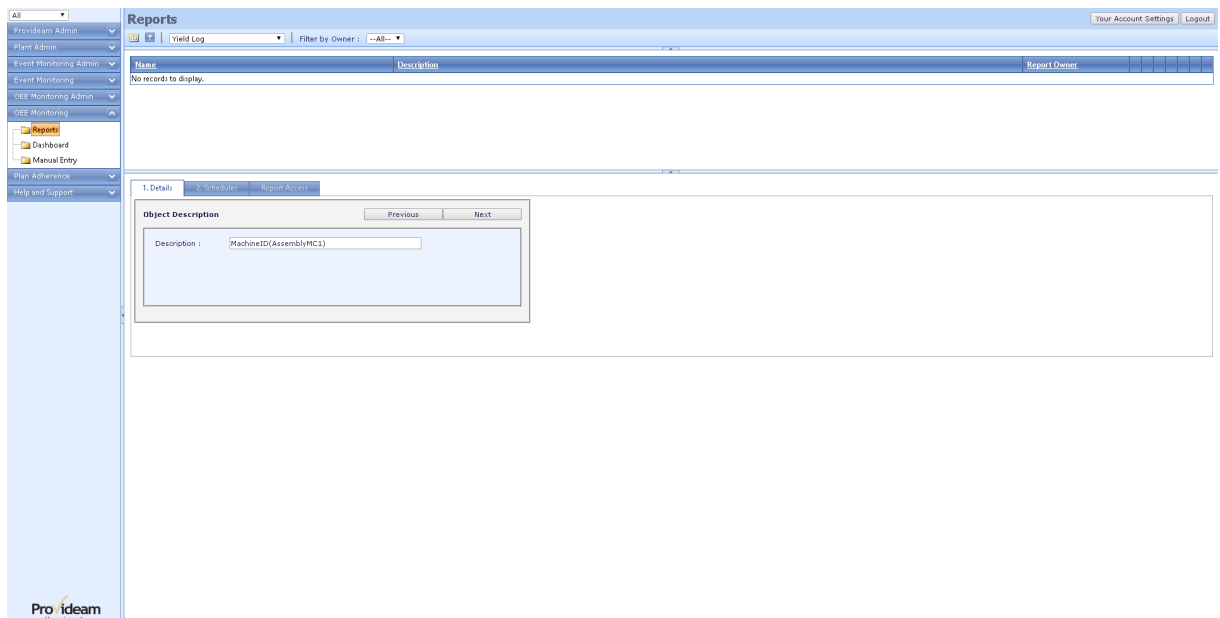 All
Reports
Your Account Settings Logout
Provideam Admin
Yield Log Filter by Owner : --All--
Plant Admin
Event Monitoring Admin
Name Description Report Owner
Event Monitoring
No records to display.
OEE Monitoring Admin
OEE Monitoring
Reports
Dashboard
Manual Entry
Plan Adherence
Help and Support
1. Details 2. Schedules Report Access
Object Description Previous Next
Description : MachineID(AssemblyMC1)
Provideam